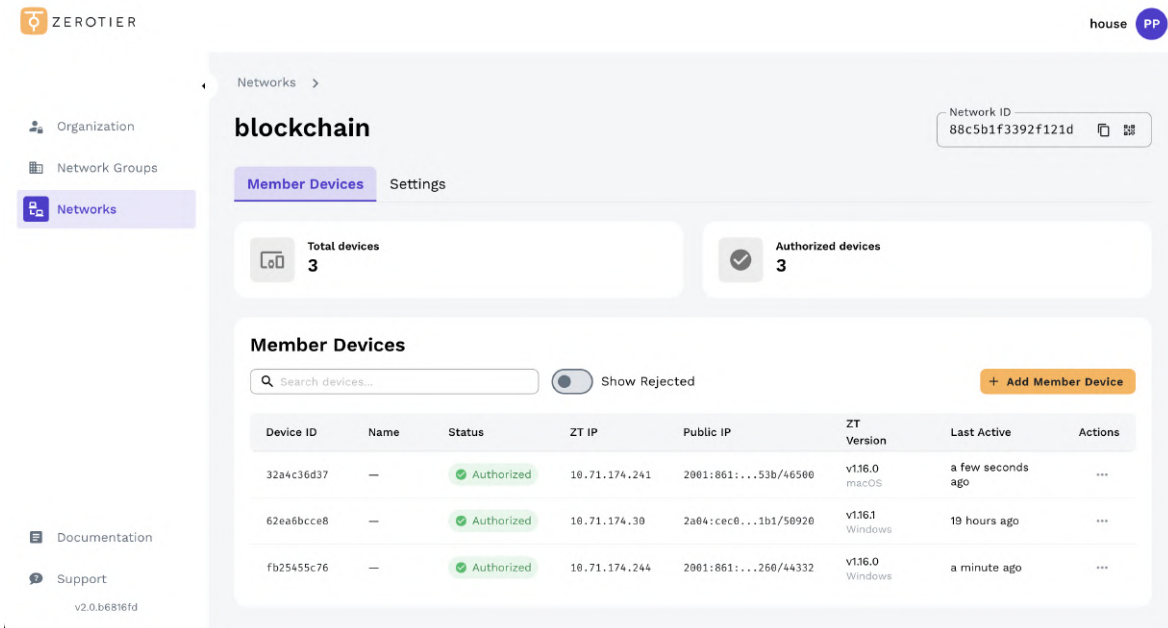 ZEROTIER
house PP
Networks
blockchain
Network ID
88c5b1f3392f121d
Organization
Network Groups
Networks
Member Devices Settings
Total devices
3
Authorized devices
3
Member Devices
Search devices...
Show Rejected
+ Add Member Device
Device ID Name Status ZT IP Public IP ZT Version Last Active Actions
32a4c36d37 — Authorized 10.71.174.241 2001:861:...53b/46500 v1.16.0 macOS a few seconds ago ...
62ea6bcce8 — Authorized 10.71.174.30 2a04:cec0...1b1/50920 v1.16.1 Windows 19 hours ago ...
fb25455c76 — Authorized 10.71.174.244 2001:861:...260/44332 v1.16.0 Windows a minute ago ...
Documentation
Support
v2.0.b6816fd